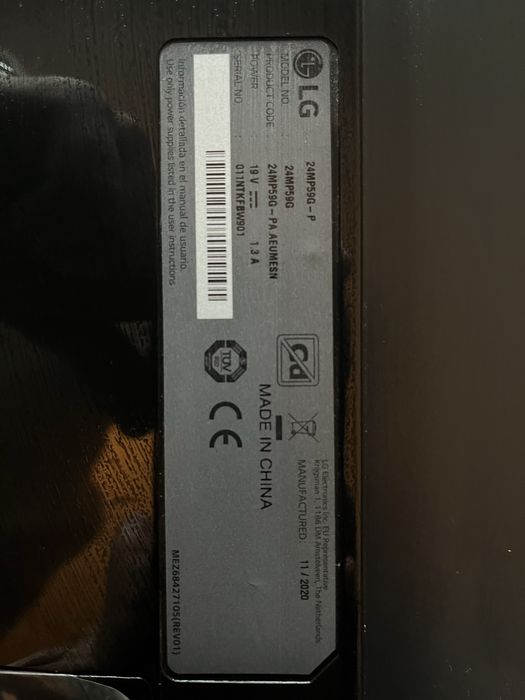 LG
24MP59G-P
MODEL NO. : 24MP59G
PRODUCT CODE : 24MP59G-PA.AEUMESN
POWER : 19 V ⎓ 1.3 A
SERIAL NO. : 011NTKFBW901
Información detallada en el manual de usuario.
Use only power supplies listed in the user instructions
TÜV
CE
MADE IN CHINA
LG Electronics Inc. EU Representative
Krijgsman 1, 1186 DM Amstelveen, The Netherlands
MANUFACTURED: 11 / 2020
MEZ68427105(REV01)